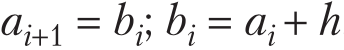 a_{i+1} = b_i; b_i = a_i + h